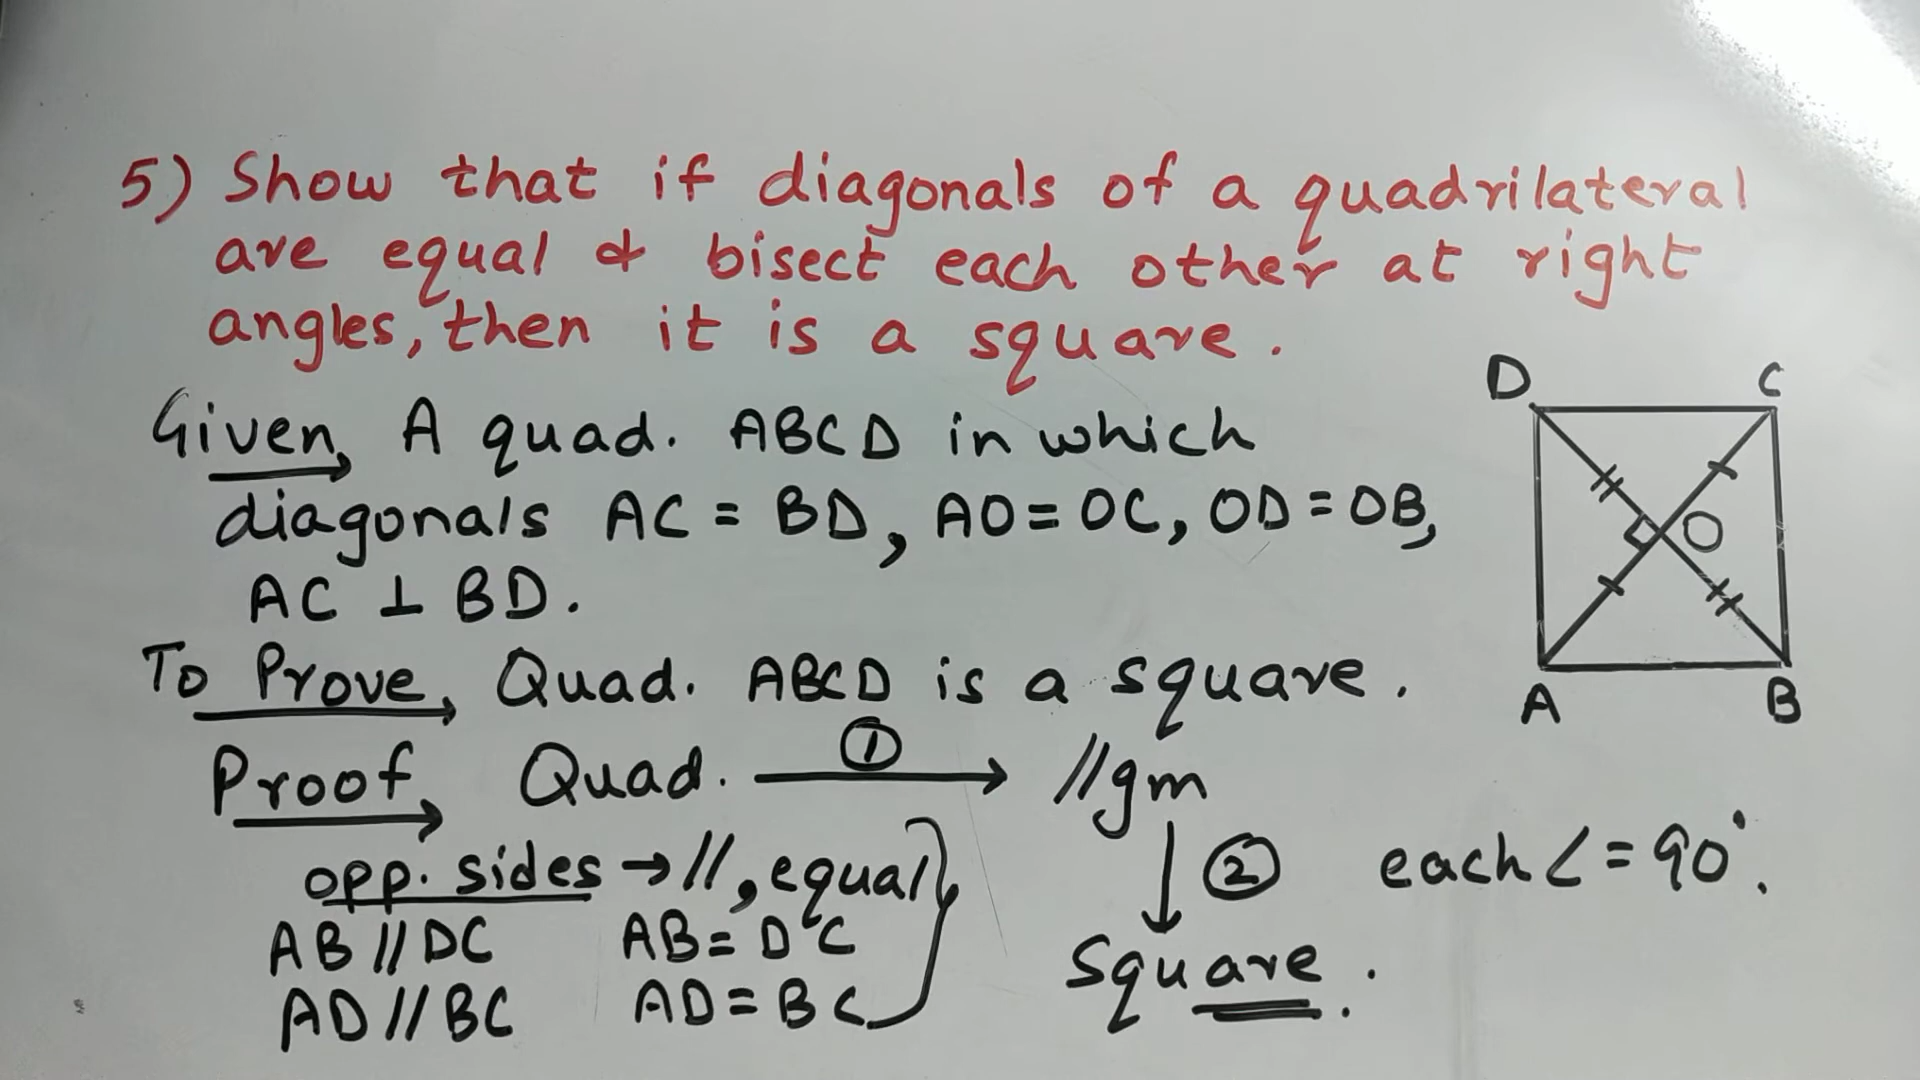 5) Show that if diagonals of a quadrilateral
are equal & bisect each other at right
angles, then it is a square.
D C
Given, A quad. ABCD in which
diagonals AC = BD, AO = OC, OD = OB,
O
AC ⊥ BD.
To Prove, Quad. ABCD is a square.
A B
Proof, Quad. ① → //gm
opp. sides → //, equal ↓ ② each ∠ = 90°.
AB // DC AB = DC
Square.
AD // BC AD = BC